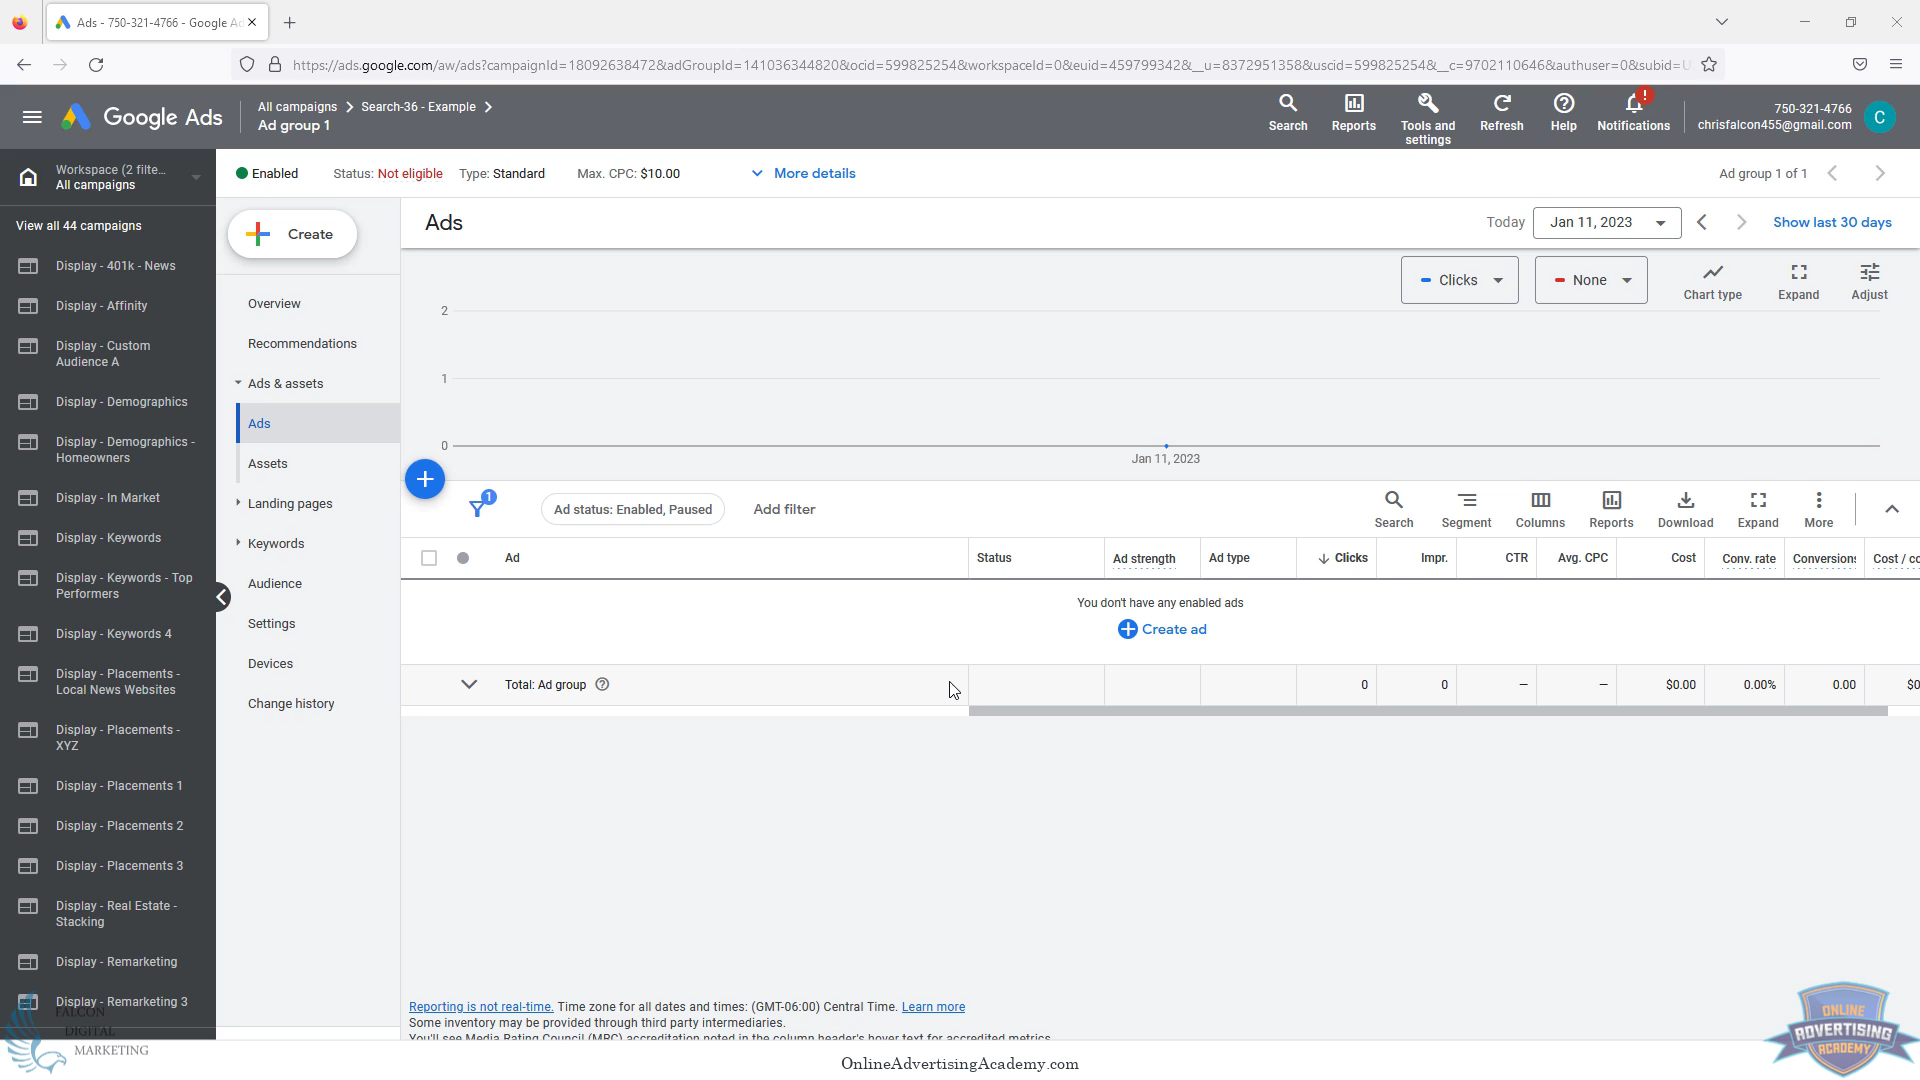 Ads - 750-321-4766 - Google Ad
https://ads.google.com/aw/ads?campaignId=18092638472&adGroupId=141036344820&ocid=599825254&workspaceId=0&euid=459799342&__u=8372951358&uscid=599825254&__c=9702110646&authuser=0&subid=U
Google Ads
All campaigns > Search-36 - Example >
Ad group 1
Search
Reports
Tools and
settings
Refresh
Help
!
Notifications
750-321-4766
chrisfalcon455@gmail.com
C
Workspace (2 filte...
All campaigns
Enabled
Status: Not eligible
Type: Standard
Max. CPC: $10.00
More details
Ad group 1 of 1
View all 44 campaigns
Display - 401k - News
Display - Affinity
Display - Custom
Audience A
Display - Demographics
Display - Demographics -
Homeowners
Display - In Market
Display - Keywords
Display - Keywords - Top
Performers
Display - Keywords 4
Display - Placements -
Local News Websites
Display - Placements -
XYZ
Display - Placements 1
Display - Placements 2
Display - Placements 3
Display - Real Estate -
Stacking
Display - Remarketing
Display - Remarketing 3
Create
Overview
Recommendations
Ads & assets
Ads
Assets
Landing pages
Keywords
Audience
Settings
Devices
Change history
Ads
Today
Jan 11, 2023
Show last 30 days
Clicks
None
Chart type
Expand
Adjust
2
1
0
Jan 11, 2023
1
Ad status: Enabled, Paused
Add filter
Search
Segment
Columns
Reports
Download
Expand
More
Ad
Status
Ad strength
Ad type
Clicks
Impr.
CTR
Avg. CPC
Cost
Conv. rate
Conversions
Cost / co
You don't have any enabled ads
Create ad
Total: Ad group
0
0
—
—
$0.00
0.00%
0.00
$0
Reporting is not real-time. Time zone for all dates and times: (GMT-06:00) Central Time. Learn more
Some inventory may be provided through third party intermediaries.
You'll see Media Rating Council (MRC) accreditation noted in the column header's hover text for accredited metrics.
FALCON
DIGITAL
MARKETING
OnlineAdvertisingAcademy.com
ONLINE
ADVERTISING
ACADEMY